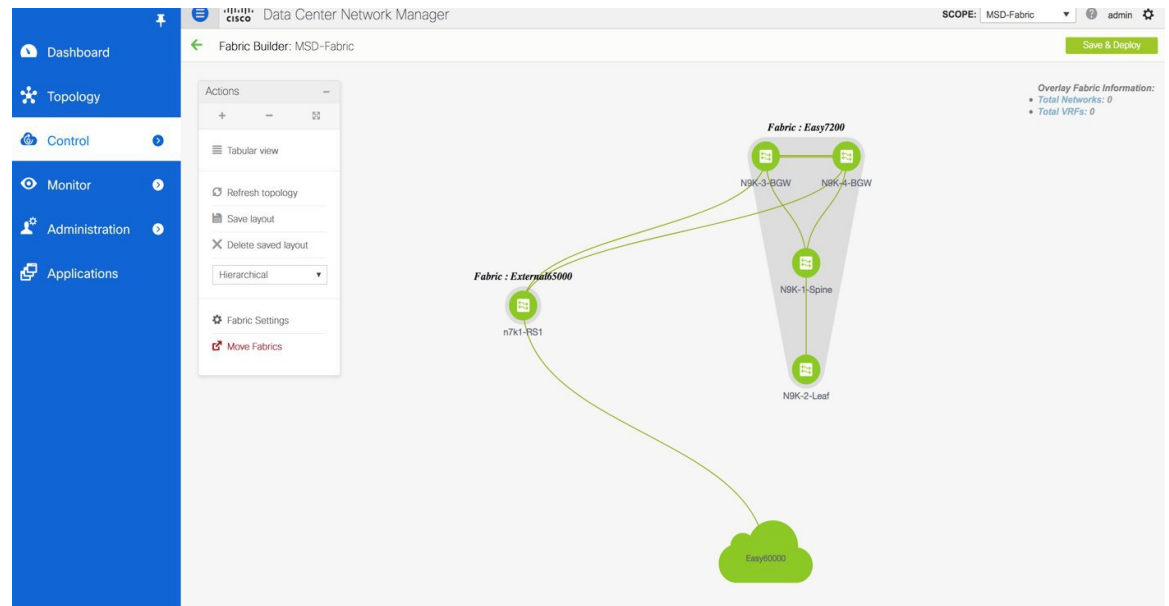 cisco Data Center Network Manager
SCOPE: MSD-Fabric admin
Fabric Builder: MSD-Fabric
Save & Deploy
Dashboard
Topology
Control
Monitor
Administration
Applications
Actions
Tabular view
Refresh topology
Save layout
Delete saved layout
Hierarchical
Fabric Settings
Move Fabrics
Overlay Fabric Information:
Total Networks: 0
Total VRFs: 0
Fabric : Easy7200
N9K-3-BGW N9K-4-BGW
N9K-1-Spine
N9K-2-Leaf
Fabric : External65000
n7k1-RS1
Easy60000